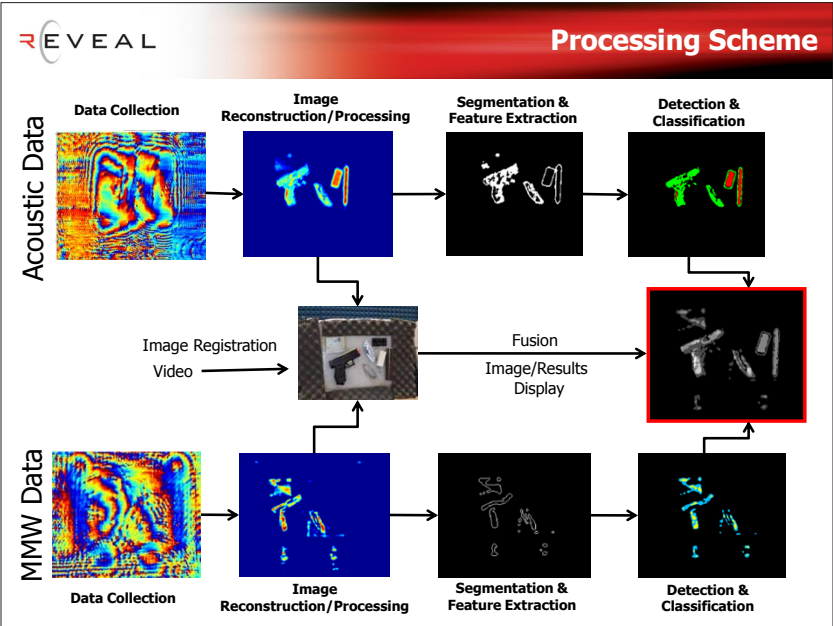 REVEAL
Processing Scheme
Data Collection
Image
Reconstruction/Processing
Segmentation &
Feature Extraction
Detection &
Classification
Acoustic Data
Image Registration
Video
Fusion
Image/Results
Display
MMW Data
Data Collection
Image
Reconstruction/Processing
Segmentation &
Feature Extraction
Detection &
Classification